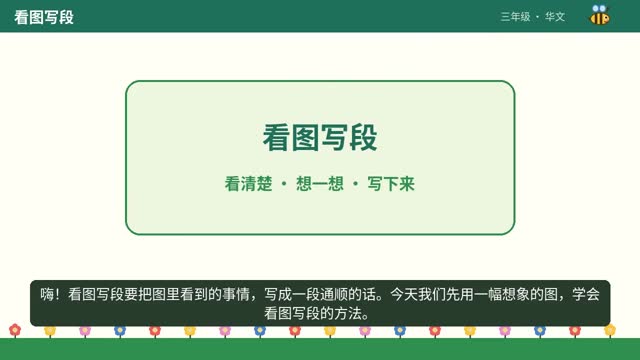 看图写段
三年级 · 华文
看图写段
看清楚 · 想一想 · 写下来
嗨！看图写段要把图里看到的事情，写成一段通顺的话。今天我们先用一幅想象的图，学会
看图写段的方法。